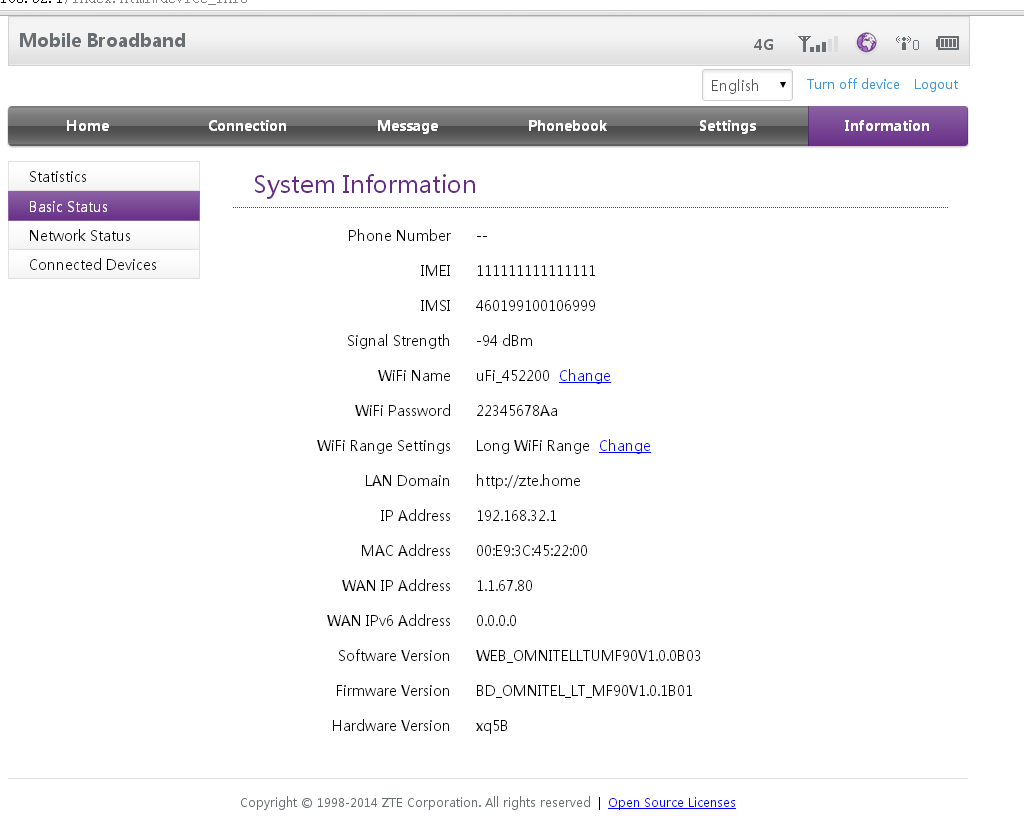 Mobile Broadband
4G
0
English
Turn off device
Logout
Home
Connection
Message
Phonebook
Settings
Information
Statistics
Basic Status
Network Status
Connected Devices
System Information
Phone Number --
IMEI 111111111111111
IMSI 460199100106999
Signal Strength -94 dBm
WiFi Name uFi_452200 Change
WiFi Password 22345678Aa
WiFi Range Settings Long WiFi Range Change
LAN Domain http://zte.home
IP Address 192.168.32.1
MAC Address 00:E9:3C:45:22:00
WAN IP Address 1.1.67.80
WAN IPv6 Address 0.0.0.0
Software Version WEB_OMNITELLTUMF90V1.0.0B03
Firmware Version BD_OMNITEL_LT_MF90V1.0.1B01
Hardware Version xq5B
Copyright © 1998-2014 ZTE Corporation. All rights reserved | Open Source Licenses